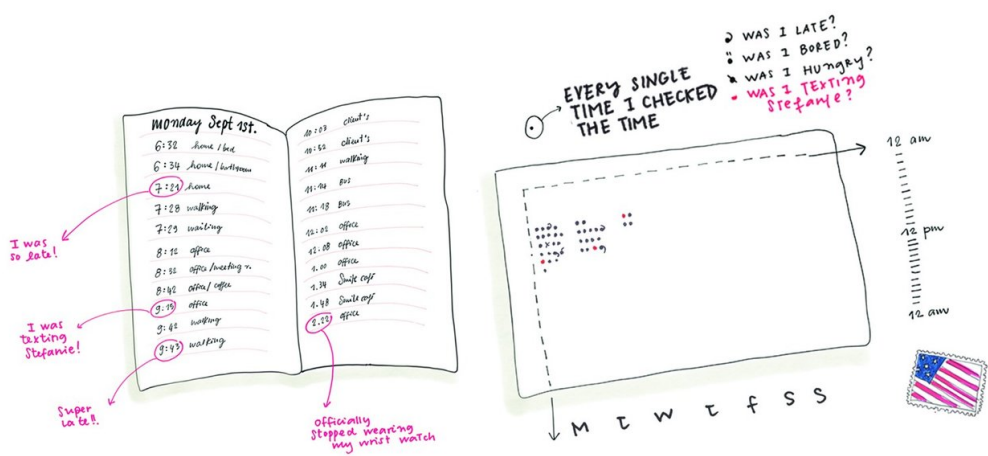 monday Sept 1st.
6:32 home/bed
6:34 home/bathroom
7:21 home
7:28 walking
7:29 waiting
8:12 office
8:32 office/meeting r.
8:42 office/coffee
9:15 office
9:42 walking
9:43 walking
I was
so late!
I was
texting
Stefanie!
Super
Late!!
10:03 client's
10:32 client's
11:11 walking
11:14 Bus
11:18 Bus
12:02 office
12:08 office
1.00 office
1.34 Smile café
1.48 Smile café
2.22 office
Officially
stopped wearing
my wrist watch
EVERY SINGLE
TIME I CHECKED
THE TIME
WAS I LATE?
WAS I BORED?
WAS I HUngRY?
WAS I TEXTING
Stefanie?
12 am
12 pm
12 am
M T W T F S S